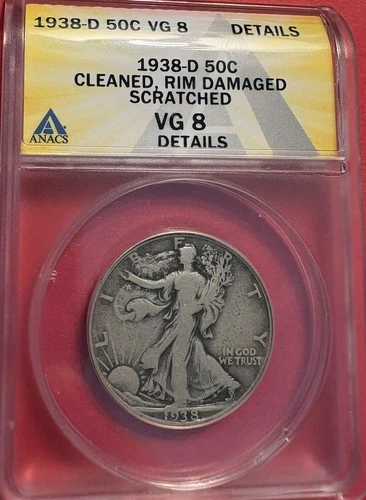 1938-D 50C VG 8 DETAILS
1938-D 50C
CLEANED, RIM DAMAGED
SCRATCHED
VG 8
DETAILS
ANACS
LIBERTY
IN GOD
WE TRUST
1938